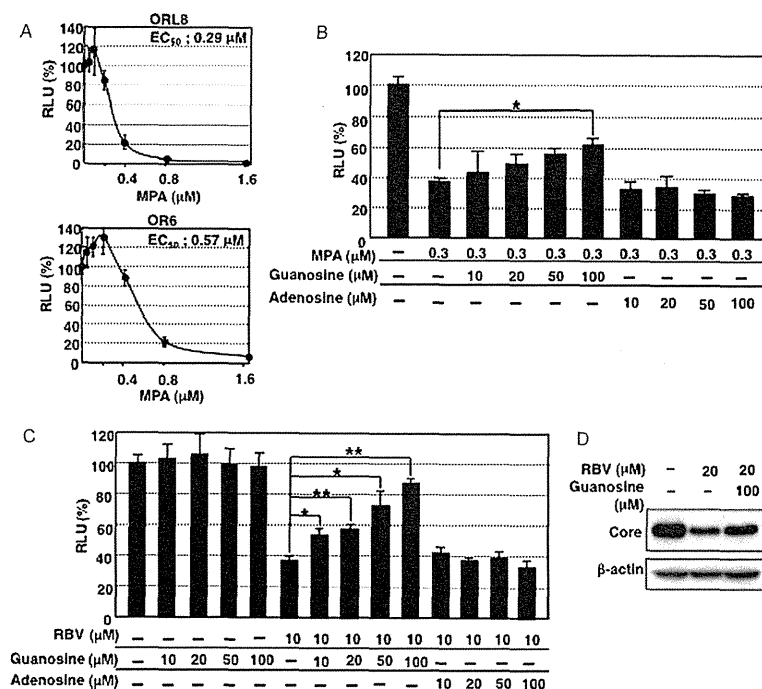 A
ORL8
EC50 ; 0.29 µM
RLU (%)
140
120
100
80
60
40
20
0
0.4 0.8 1.6
MPA (µM)
OR6
EC50 ; 0.57 µM
RLU (%)
140
120
100
80
60
40
20
0
0.4 0.8 1.6
MPA (µM)
B
RLU (%)
120
100
80
60
40
20
0
*
MPA (µM) – 0.3 0.3 0.3 0.3 0.3 0.3 0.3 0.3 0.3
Guanosine (µM) – – 10 20 50 100 – – – –
Adenosine (µM) – – – – – – 10 20 50 100
C
RLU (%)
120
100
80
60
40
20
0
**
*
**
*
RBV (µM) – – – – – 10 10 10 10 10 10 10 10 10
Guanosine (µM) – 10 20 50 100 – 10 20 50 100 – – – –
Adenosine (µM) – – – – – – – – – – 10 20 50 100
D
RBV (µM) – 20 20
Guanosine (µM) – – 100
Core
β-actin